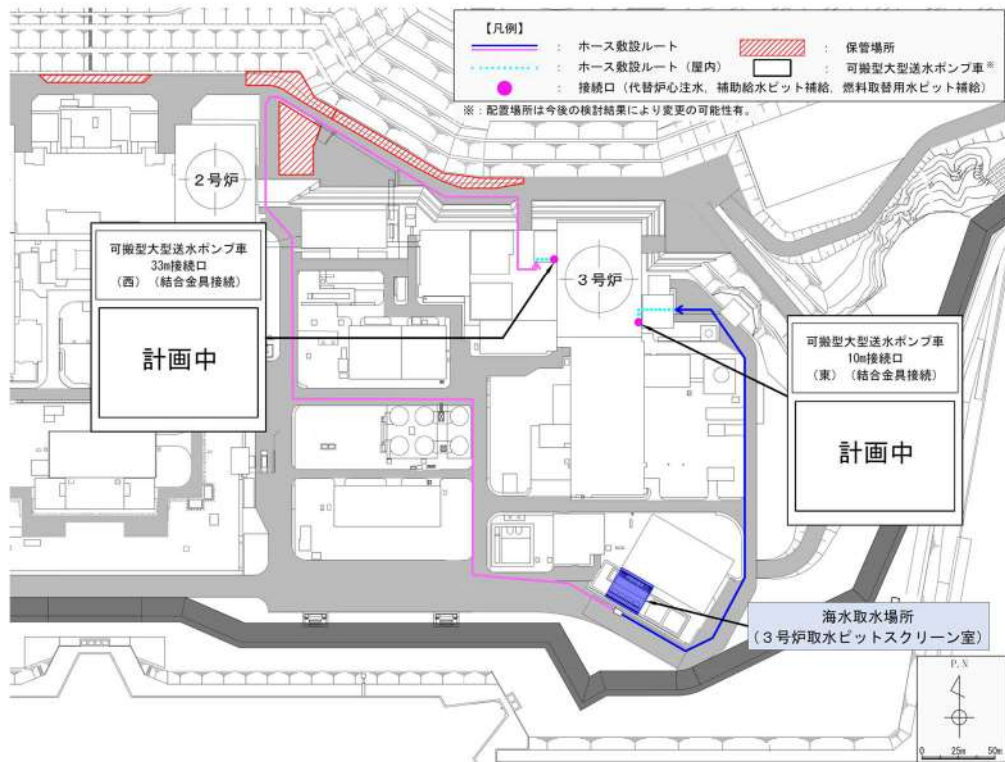 【凡例】
： ホース敷設ルート
： 保管場所
： ホース敷設ルート（屋内）
： 可搬型大型送水ポンプ車※
： 接続口（代替炉心注水，補助給水ピット補給，燃料取替用水ピット補給）
※：配置場所は今後の検討結果により変更の可能性有。
２号炉
可搬型大型送水ポンプ車
33m接続口
（西）（結合金具接続）
計画中
３号炉
可搬型大型送水ポンプ車
10m接続口
（東）（結合金具接続）
計画中
海水取水場所
（３号炉取水ピットスクリーン室）
P.N
0 25m 50m